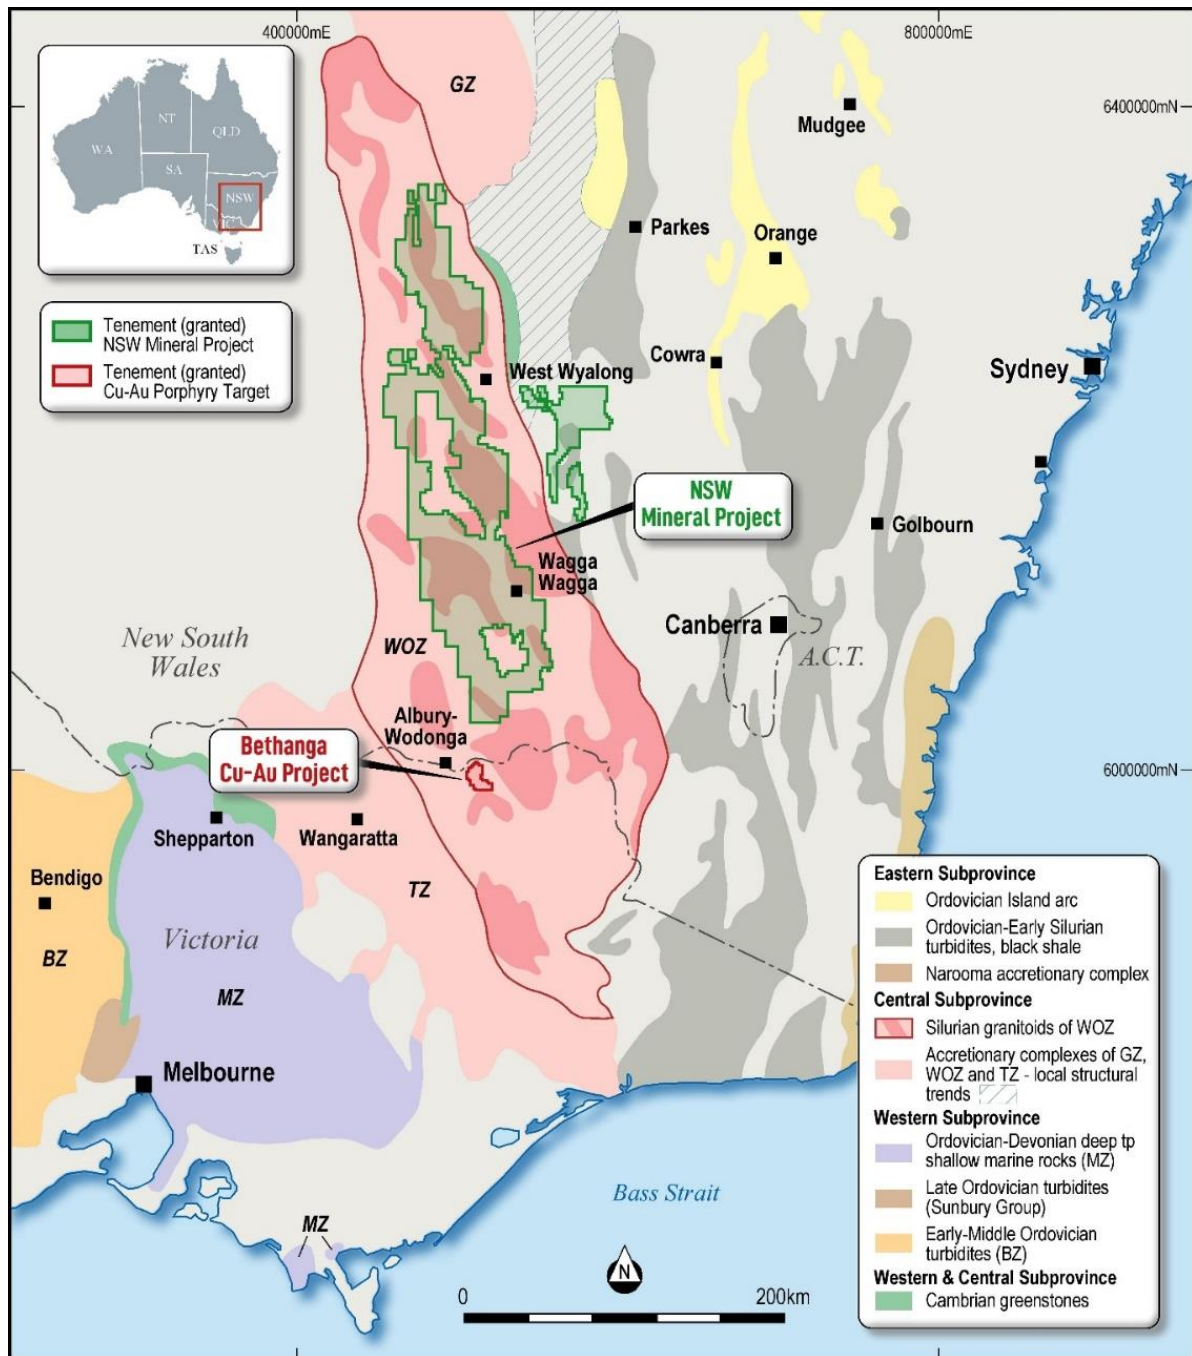 400000mE
800000mE
6400000mN
6000000mN
WA
NT
QLD
SA
NSW
VIC
TAS
Tenement (granted)
NSW Mineral Project
Tenement (granted)
Cu-Au Porphyry Target
GZ
Mudgee
Parkes
Orange
Cowra
West Wyalong
Sydney
NSW
Mineral Project
Golbourn
Wagga
Wagga
Canberra
A.C.T.
New South
Wales
WOZ
Albury-
Wodonga
Bethanga
Cu-Au Project
Shepparton
Wangaratta
Bendigo
TZ
Victoria
BZ
MZ
Melbourne
Bass Strait
MZ
N
0
200km
Eastern Subprovince
Ordovician Island arc
Ordovician-Early Silurian
turbidites, black shale
Narooma accretionary complex
Central Subprovince
Silurian granitoids of WOZ
Accretionary complexes of GZ,
WOZ and TZ - local structural
trends
Western Subprovince
Ordovician-Devonian deep tp
shallow marine rocks (MZ)
Late Ordovician turbidites
(Sunbury Group)
Early-Middle Ordovician
turbidites (BZ)
Western & Central Subprovince
Cambrian greenstones